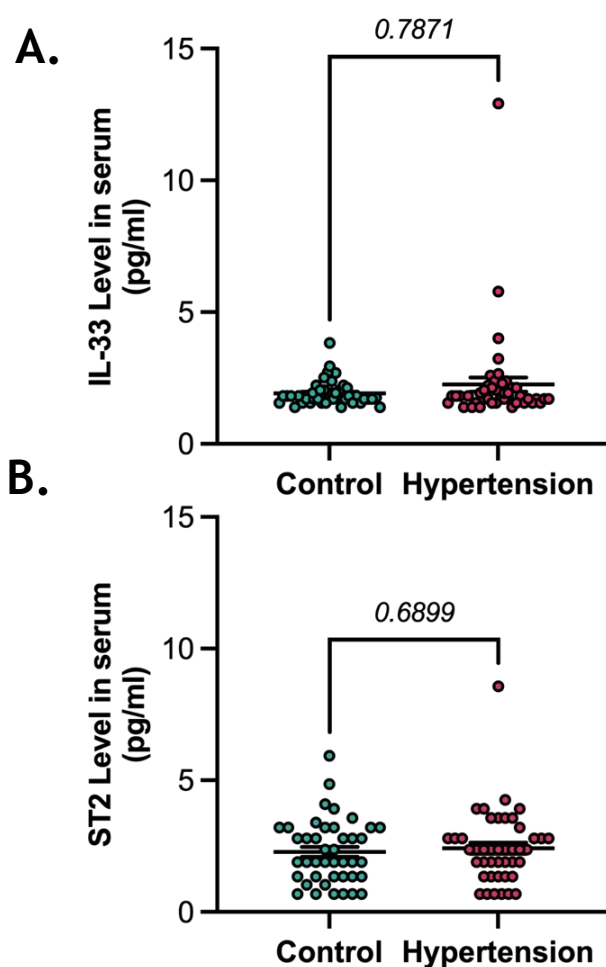 A.
0.7871
IL-33 Level in serum
(pg/ml)
15
10
5
0
Control Hypertension
B.
0.6899
ST2 Level in serum
(pg/ml)
15
10
5
0
Control Hypertension